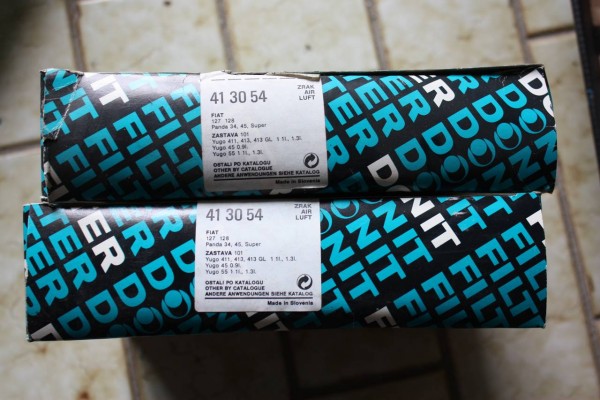 41 30 54
ZRAK
AIR
LUFT
FIAT
127 128
Panda 34, 45, Super
ZASTAVA 101
Yugo 411, 413, 413 GL 1 1l., 1.3l.
Yugo 45 0.9l.
Yugo 55 1 1l., 1.3l.
OSTALI PO KATALOGU
OTHER BY CATALOGUE
ANDERE ANWENDUNGEN SIEHE KATALOG
Made in Slovenia
DONIT FILTER
41 30 54
ZRAK
AIR
LUFT
FIAT
127 128
Panda 34, 45, Super
ZASTAVA 101
Yugo 411, 413, 413 GL 1 1l., 1.3l.
Yugo 45 0.9l.
Yugo 55 1 1l., 1.3l.
OSTALI PO KATALOGU
OTHER BY CATALOGUE
ANDERE ANWENDUNGEN SIEHE KATALOG
Made in Slovenia
DONIT FILTER